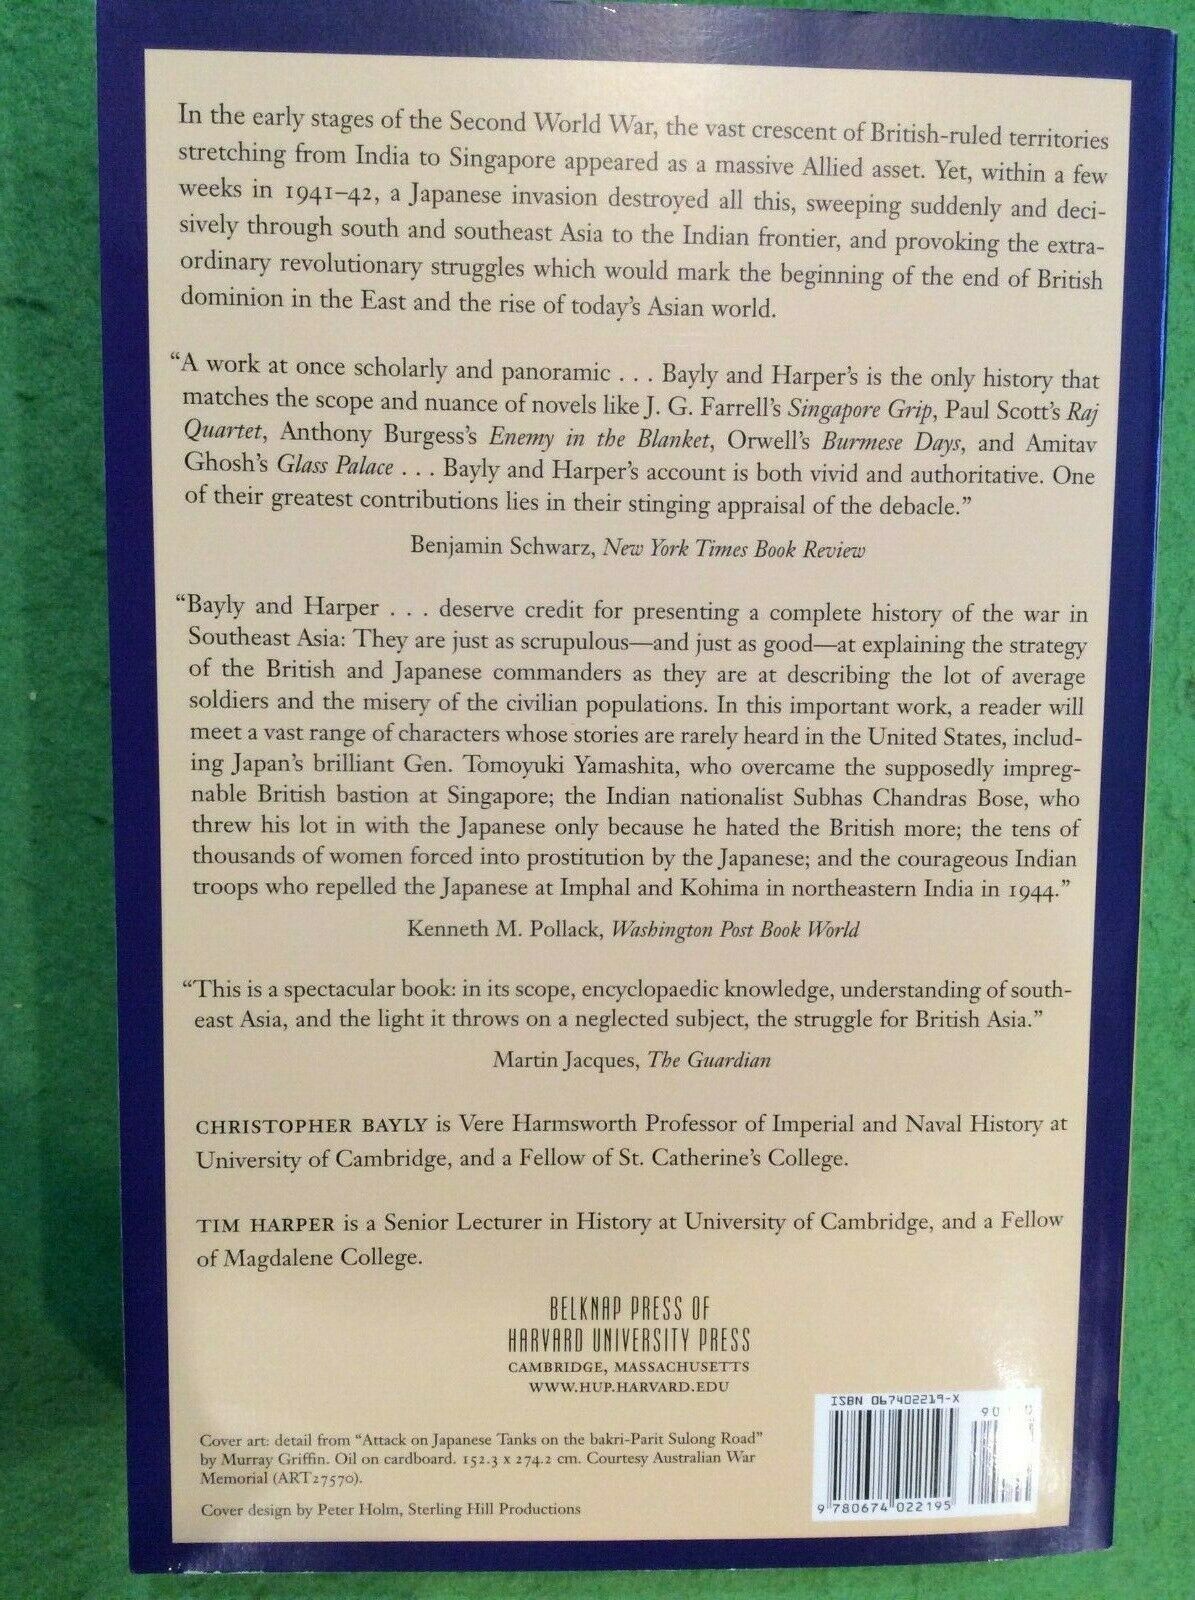 In the early stages of the Second World War, the vast crescent of British-ruled territories
stretching from India to Singapore appeared as a massive Allied asset. Yet, within a few
weeks in 1941–42, a Japanese invasion destroyed all this, sweeping suddenly and deci-
sively through south and southeast Asia to the Indian frontier, and provoking the extra-
ordinary revolutionary struggles which would mark the beginning of the end of British
dominion in the East and the rise of today's Asian world.
“A work at once scholarly and panoramic . . . Bayly and Harper's is the only history that
matches the scope and nuance of novels like J. G. Farrell's Singapore Grip, Paul Scott's Raj
Quartet, Anthony Burgess's Enemy in the Blanket, Orwell's Burmese Days, and Amitav
Ghosh's Glass Palace . . . Bayly and Harper's account is both vivid and authoritative. One
of their greatest contributions lies in their stinging appraisal of the debacle.”
Benjamin Schwarz, New York Times Book Review
“Bayly and Harper . . . deserve credit for presenting a complete history of the war in
Southeast Asia: They are just as scrupulous—and just as good—at explaining the strategy
of the British and Japanese commanders as they are at describing the lot of average
soldiers and the misery of the civilian populations. In this important work, a reader will
meet a vast range of characters whose stories are rarely heard in the United States, includ-
ing Japan's brilliant Gen. Tomoyuki Yamashita, who overcame the supposedly impreg-
nable British bastion at Singapore; the Indian nationalist Subhas Chandras Bose, who
threw his lot in with the Japanese only because he hated the British more; the tens of
thousands of women forced into prostitution by the Japanese; and the courageous Indian
troops who repelled the Japanese at Imphal and Kohima in northeastern India in 1944.”
Kenneth M. Pollack, Washington Post Book World
“This is a spectacular book: in its scope, encyclopaedic knowledge, understanding of south-
east Asia, and the light it throws on a neglected subject, the struggle for British Asia.”
Martin Jacques, The Guardian
CHRISTOPHER BAYLY is Vere Harmsworth Professor of Imperial and Naval History at
University of Cambridge, and a Fellow of St. Catherine's College.
TIM HARPER is a Senior Lecturer in History at University of Cambridge, and a Fellow
of Magdalene College.
BELKNAP PRESS OF
HARVARD UNIVERSITY PRESS
CAMBRIDGE, MASSACHUSETTS
WWW.HUP.HARVARD.EDU
Cover art: detail from “Attack on Japanese Tanks on the bakri-Parit Sulong Road”
by Murray Griffin. Oil on cardboard. 152.3 x 274.2 cm. Courtesy Australian War
Memorial (ART27570).
Cover design by Peter Holm, Sterling Hill Productions
ISBN 067402219-X
9 780674 022195